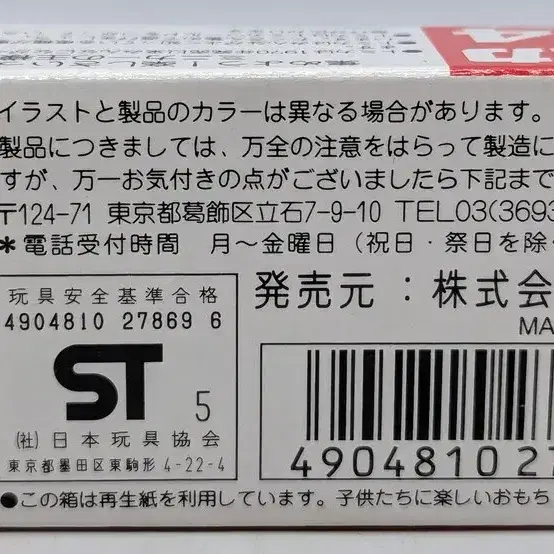 イラストと製品のカラーは異なる場合があります。
製品につきましては、万全の注意をはらって製造に
すが、万一お気付きの点がございましたら下記まで
〒124-71 東京都葛飾区立石7-9-10 TEL03(3693
＊電話受付時間 月～金曜日(祝日・祭日を除
玩具安全基準合格
4904810 27869 6
ST 5
(社)日本玩具協会
東京都墨田区東駒形 4-22-4
発売元：株式会
MA
4904810 27
●この箱は再生紙を利用しています。子供たちに楽しいおもち